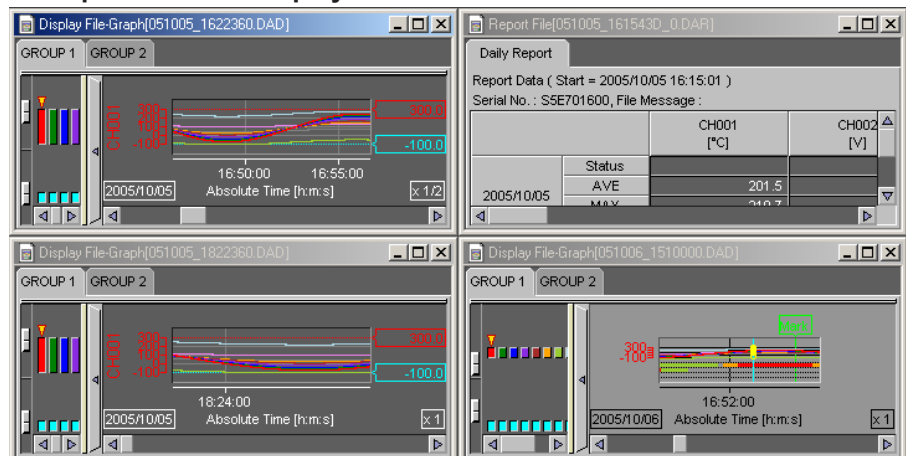 Display File-Graph[051005_1622360.DAD]
GROUP 1 GROUP 2
CH001
300.0
-100.0
16:50:00 16:55:00
2005/10/05 Absolute Time [h:m:s] x 1/2
Report File[051005_161543D_0.DAR]
Daily Report
Report Data ( Start = 2005/10/05 16:15:01 )
Serial No. : S5E701600, File Message :
CH001 CH002
[°C] [V]
Status
2005/10/05 AVE 201.5
Display File-Graph[051005_1822360.DAD]
GROUP 1 GROUP 2
CH001
300.0
-100.0
18:24:00
2005/10/05 Absolute Time [h:m:s] x 1
Display File-Graph[051006_1510000.DAD]
GROUP 1 GROUP 2
Mark
300
-100
16:52:00
2005/10/06 Absolute Time [h:m:s] x 1